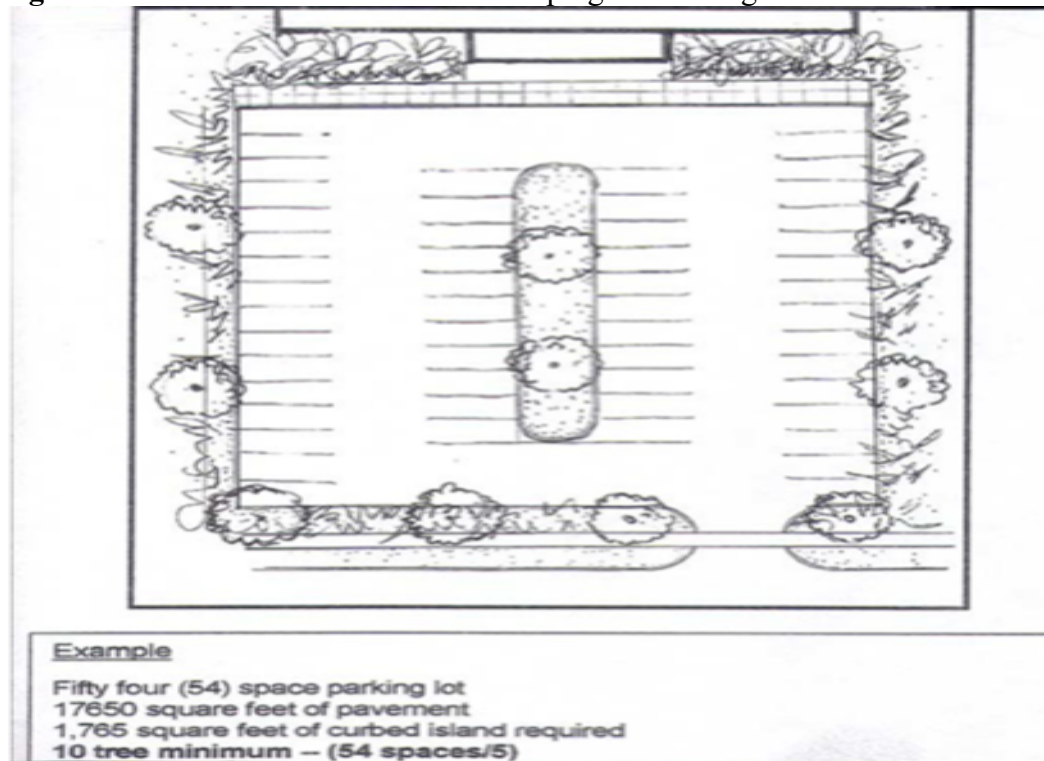 Example
Fifty four (54) space parking lot
17650 square feet of pavement
1,765 square feet of curbed island required
10 tree minimum -- (54 spaces/5)